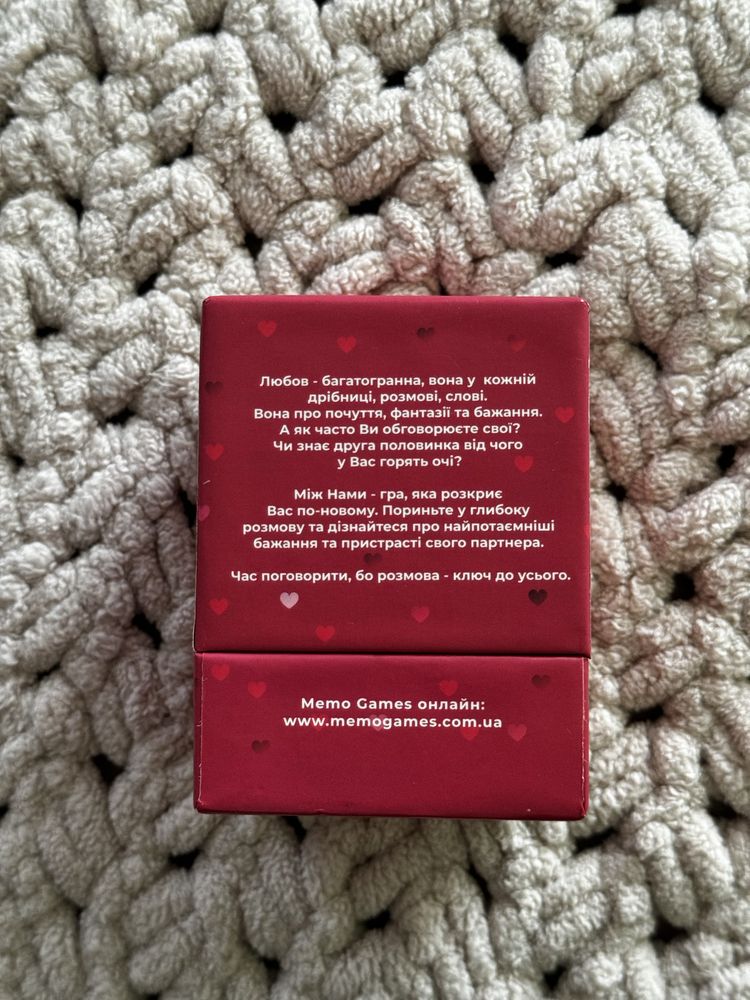 Любов - багатогранна, вона у кожній
дрібниці, розмові, слові.
Вона про почуття, фантазії та бажання.
А як часто Ви обговорюєте свої?
Чи знає друга половинка від чого
у Вас горять очі?
Між Нами - гра, яка розкриє
Вас по-новому. Пориньте у глибоку
розмову та дізнайтеся про найпотаємніші
бажання та пристрасті свого партнера.
Час поговорити, бо розмова - ключ до усього.
Memo Games онлайн:
www.memogames.com.ua